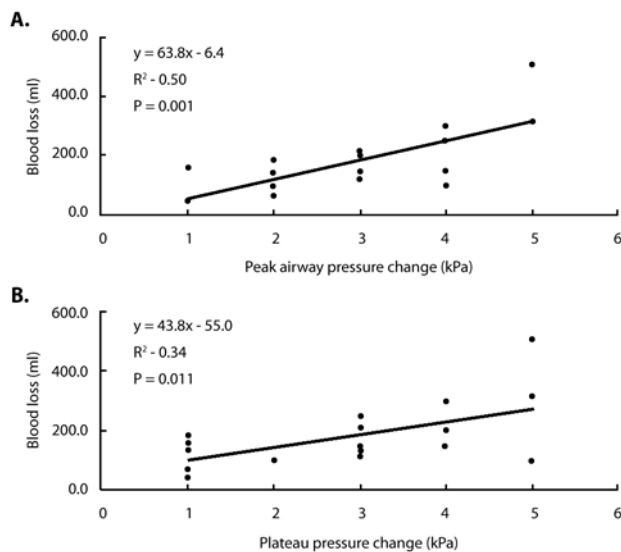 A.
600.0
y = 63.8x - 6.4
R² - 0.50
P = 0.001
400.0
200.0
0.0
Blood loss (ml)
0 1 2 3 4 5 6
Peak airway pressure change (kPa)
B.
600.0
y = 43.8x - 55.0
R² - 0.34
P = 0.011
400.0
200.0
0.0
Blood loss (ml)
0 1 2 3 4 5 6
Plateau pressure change (kPa)